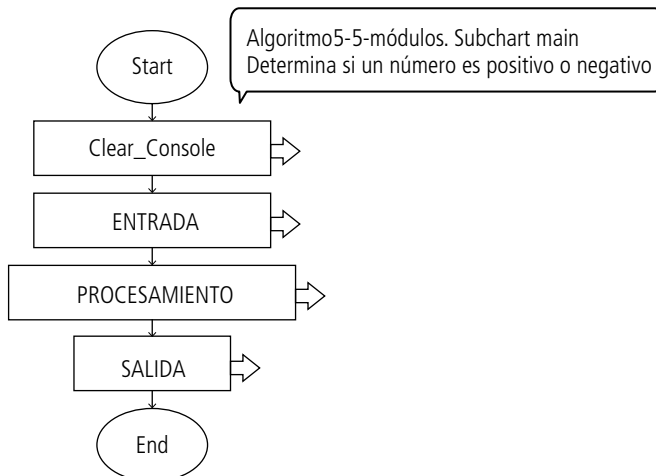 Algoritmo5-5-módulos. Subchart main
Determina si un número es positivo o negativo
Start
Clear_Console
ENTRADA
PROCESAMIENTO
SALIDA
End